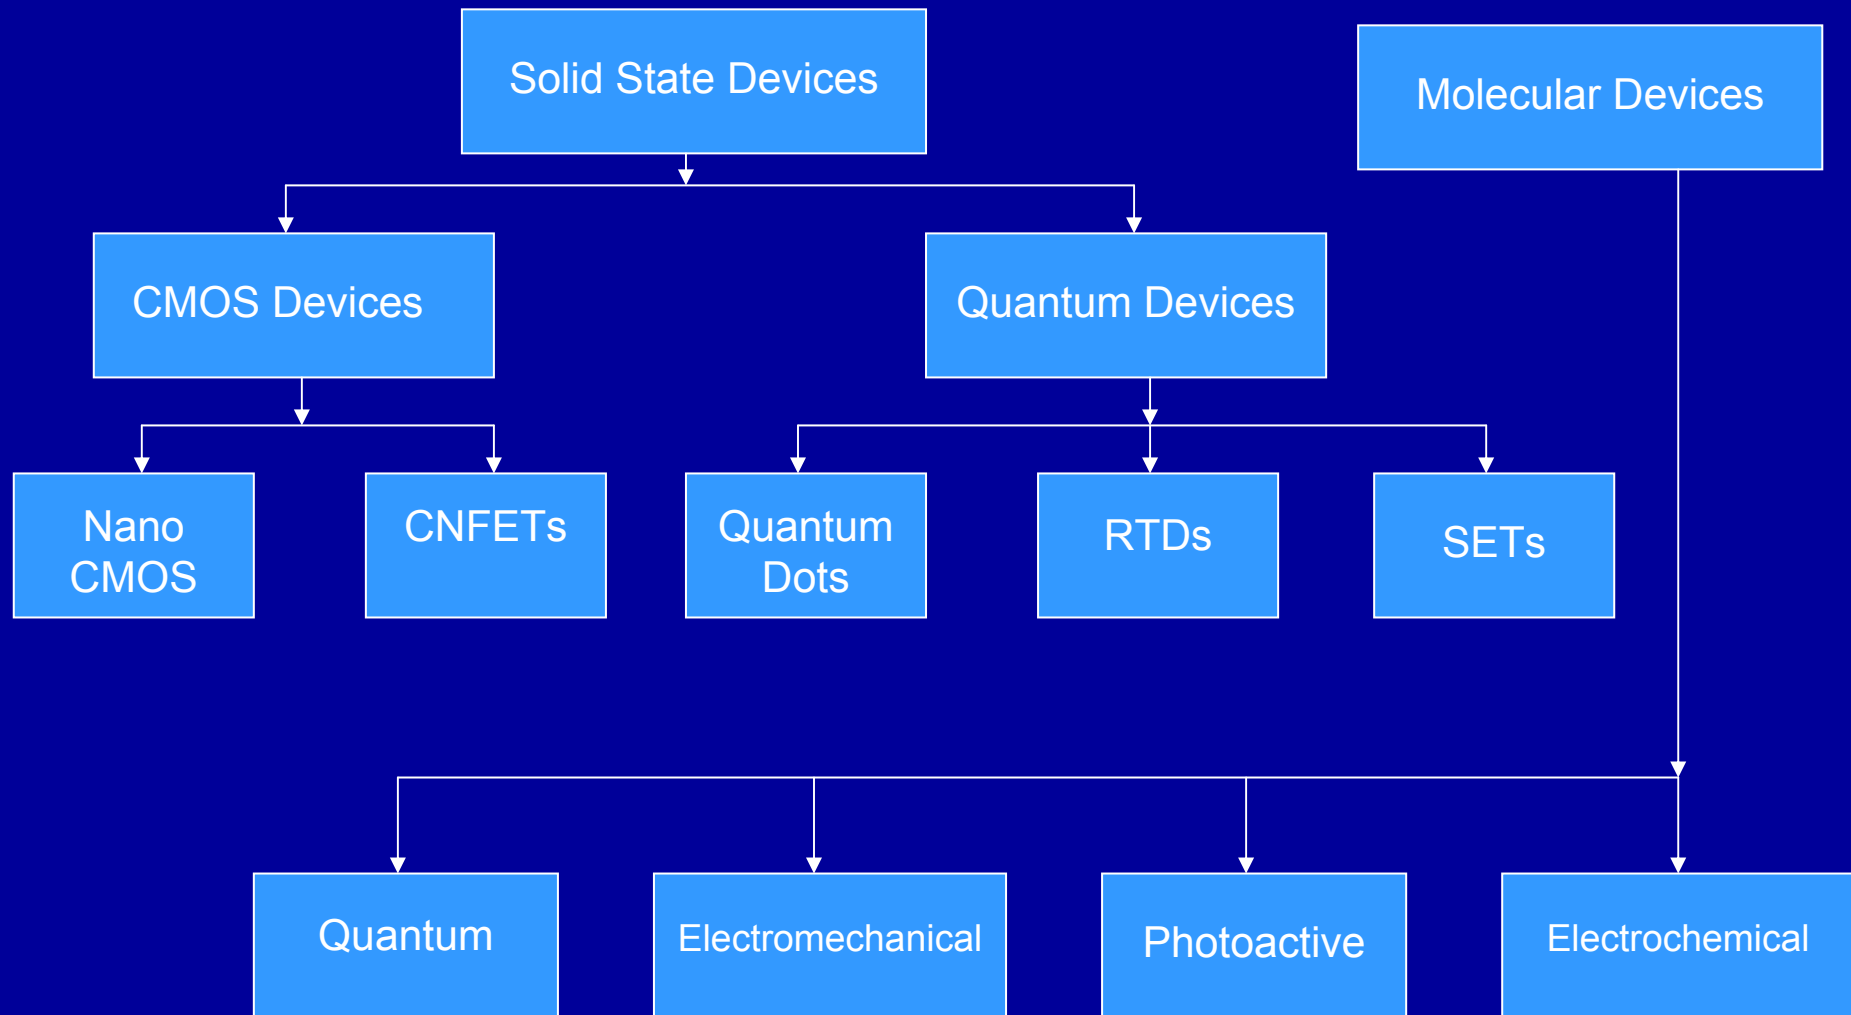 Solid State Devices
Molecular Devices
CMOS Devices
Quantum Devices
Nano
CMOS
CNFETs
Quantum
Dots
RTDs
SETs
Quantum
Electromechanical
Photoactive
Electrochemical